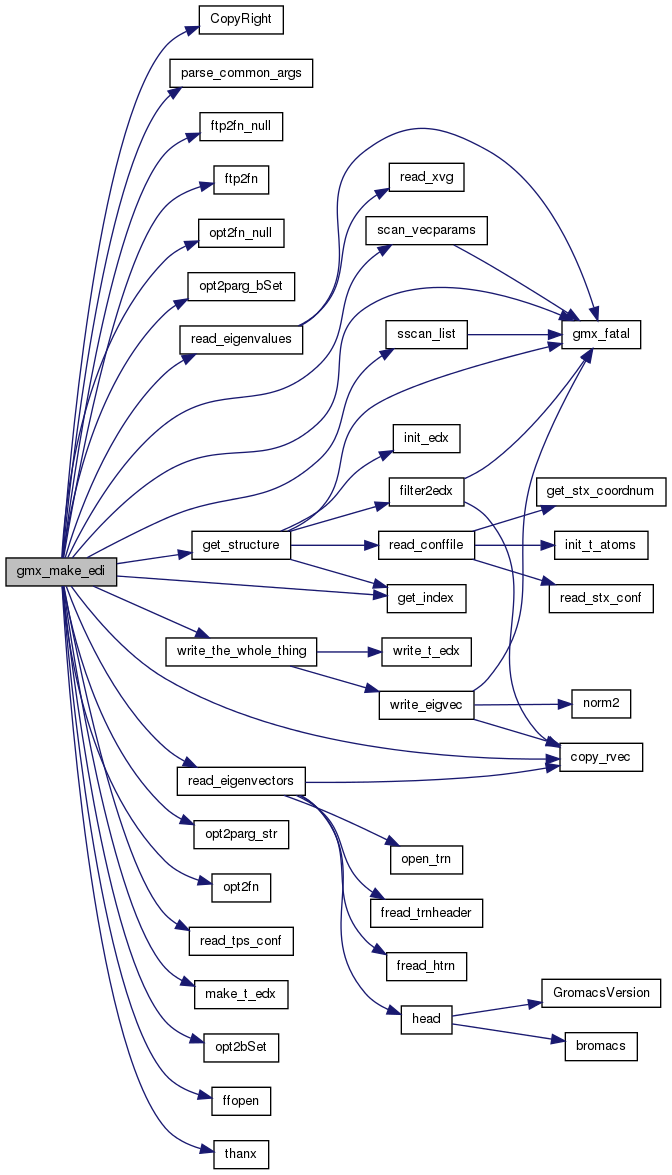 CopyRight
parse_common_args
ftp2fn_null
ftp2fn
read_xvg
opt2fn_null
scan_vecparams
opt2parg_bSet
read_eigenvalues
sscan_list
gmx_fatal
init_edx
filter2edx
get_stx_coordnum
get_structure
read_conffile
init_t_atoms
gmx_make_edi
get_index
read_stx_conf
write_the_whole_thing
write_t_edx
write_eigvec
norm2
copy_rvec
read_eigenvectors
opt2parg_str
open_trn
opt2fn
fread_trnheader
read_tps_conf
fread_htrn
make_t_edx
GromacsVersion
head
opt2bSet
bromacs
ffopen
thanx